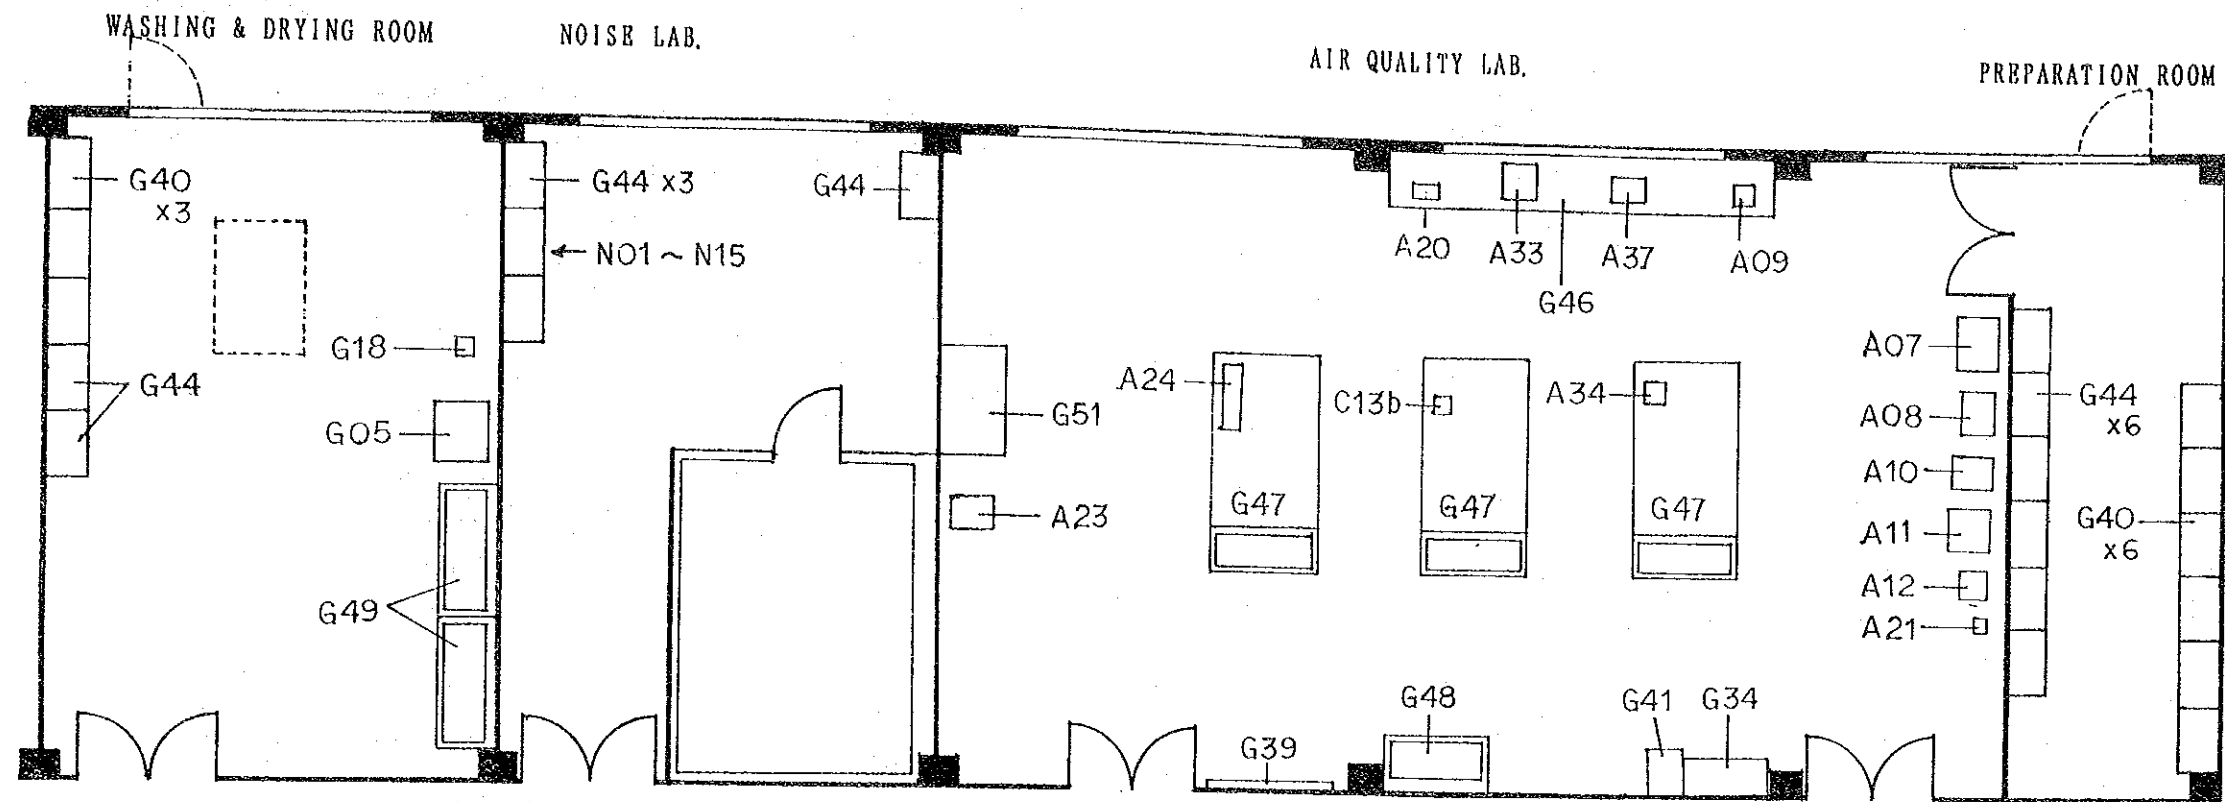 WASHING & DRYING ROOM
NOISE LAB.
AIR QUALITY LAB.
PREPARATION ROOM
G40
x3
G44
G18
G05
G49
G44 x3
N01 ~ N15
G44
G51
A23
A20
A33
A37
A09
G46
A24
C13b
A34
G47
G47
G47
A07
A08
A10
A11
A12
A21
G44
x6
G40
x6
G39
G48
G41
G34